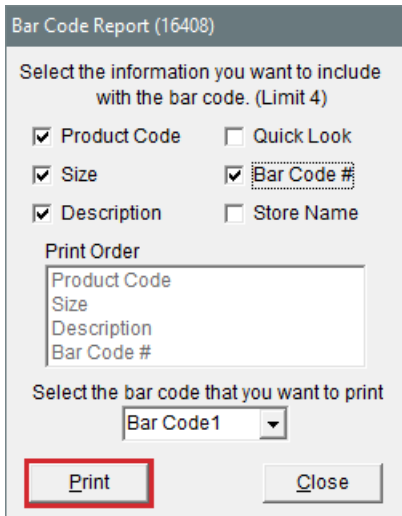 Bar Code Report (16408)
Select the information you want to include
with the bar code. (Limit 4)
Product Code
Quick Look
Size
Bar Code #
Description
Store Name
Print Order
Product Code
Size
Description
Bar Code #
Select the bar code that you want to print
Bar Code1
Print
Close